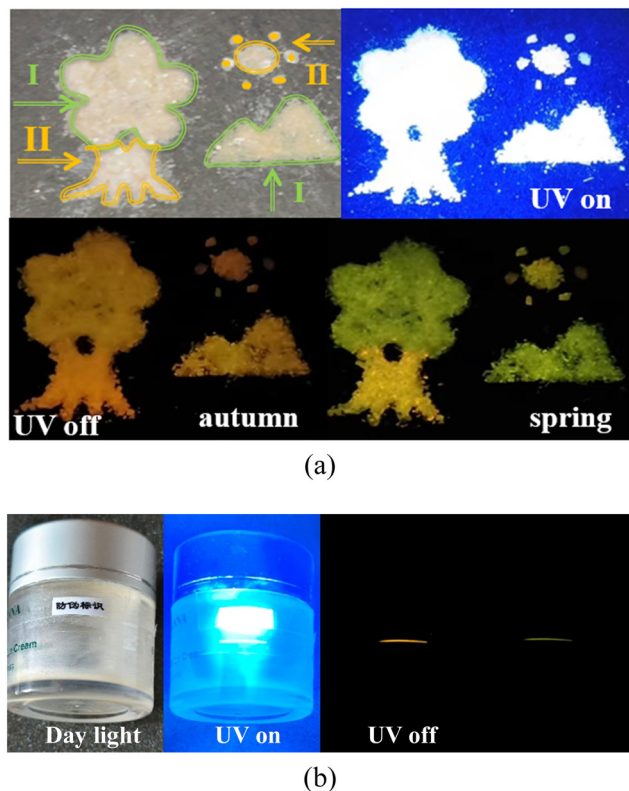 I
II
II
I
UV on
UV off
autumn
spring
(a)
防伪标识
Cream
Day light
UV on
UV off
(b)